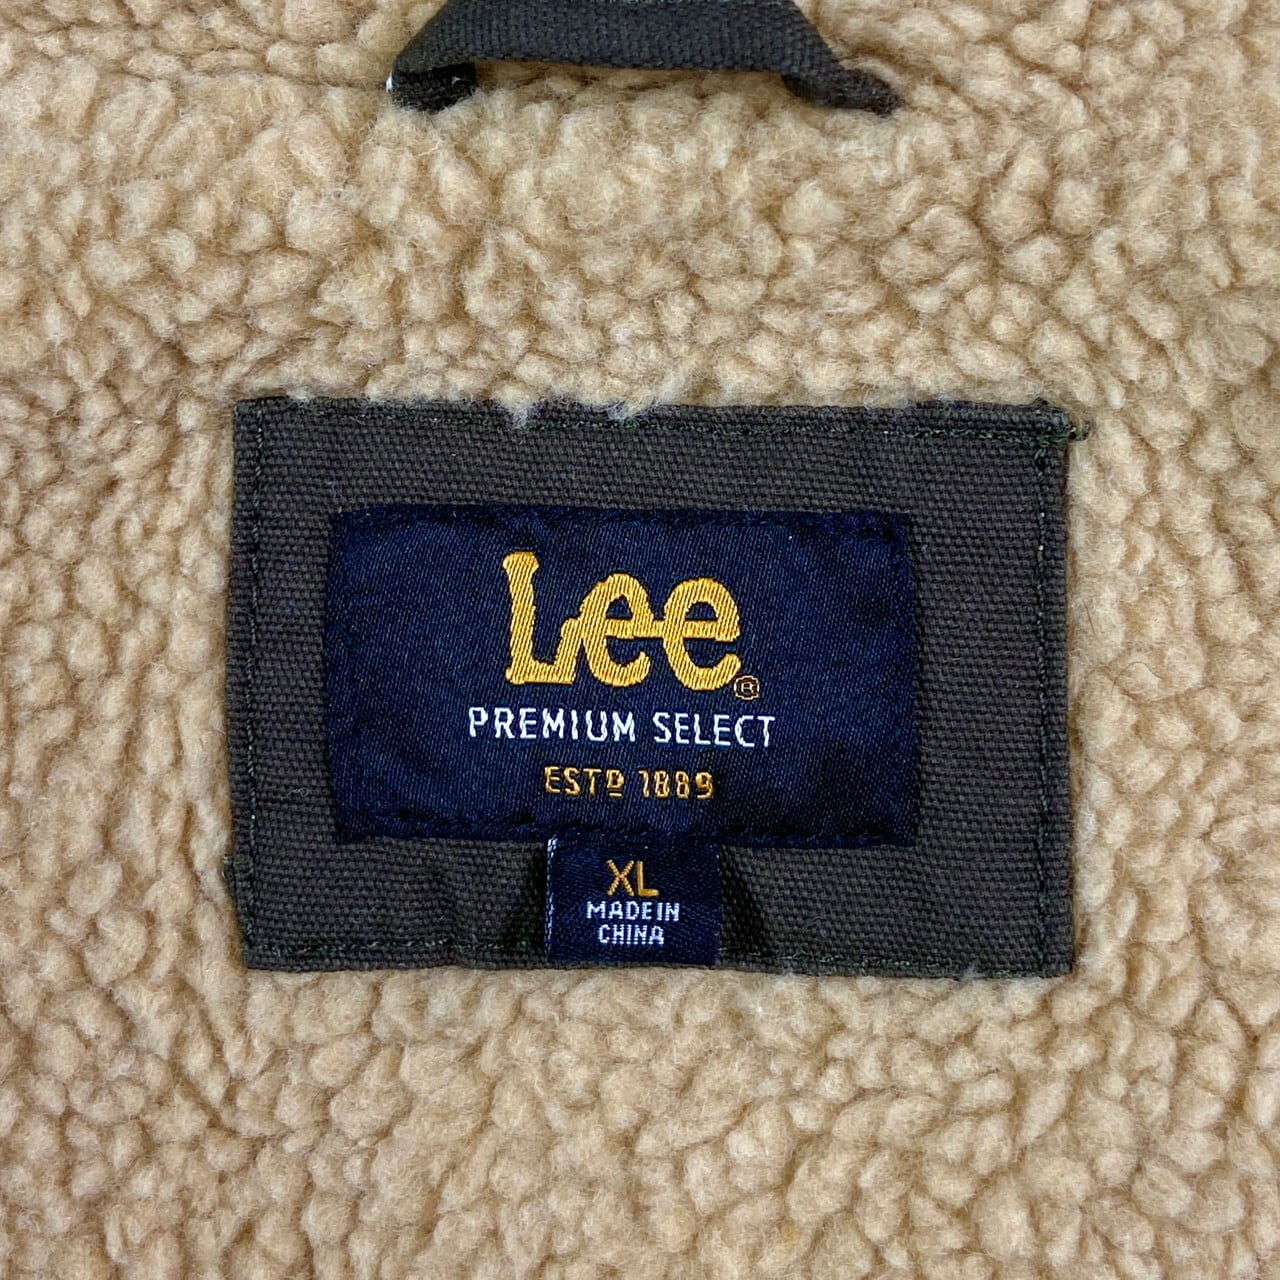 Lee®
PREMIUM SELECT
ESTD 1889
XL
MADE IN
CHINA